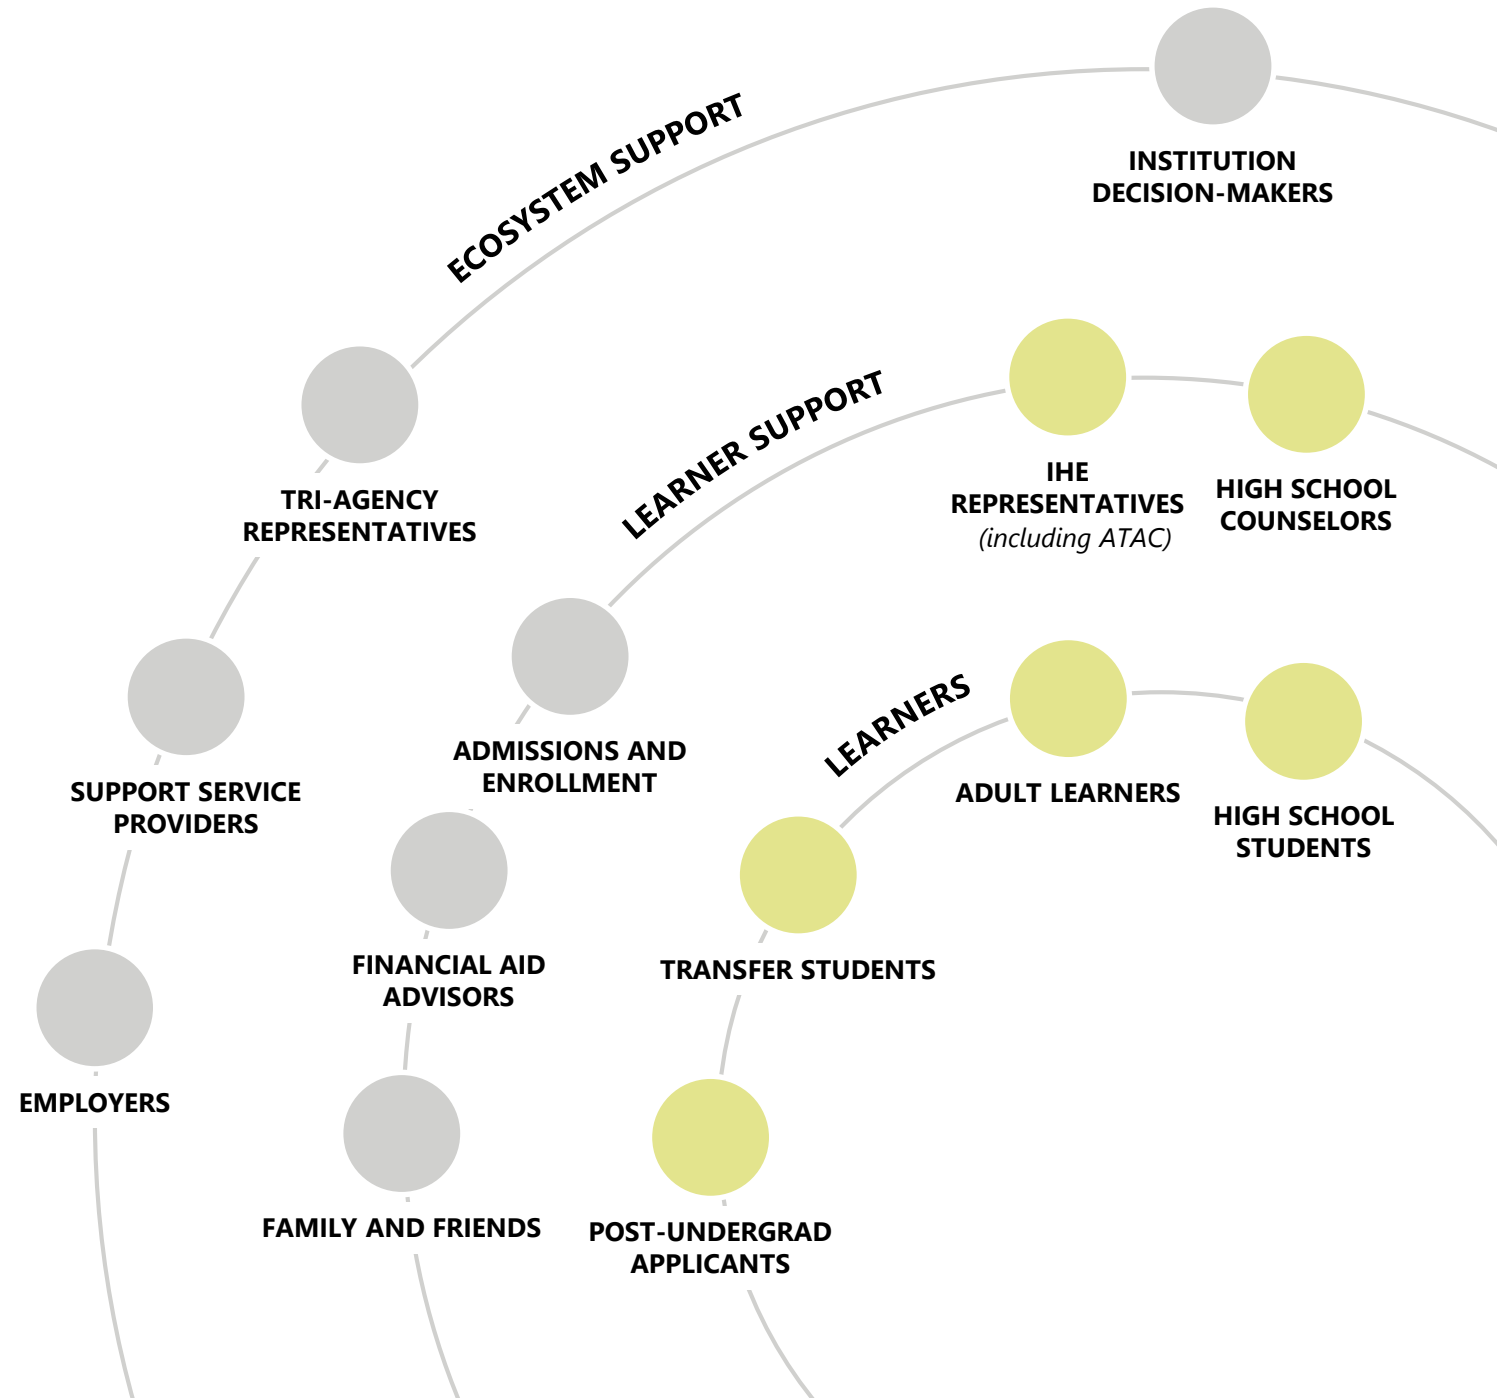 ECOSYSTEM SUPPORT
INSTITUTION
DECISION-MAKERS
TRI-AGENCY
REPRESENTATIVES
SUPPORT SERVICE
PROVIDERS
EMPLOYERS
LEARNER SUPPORT
IHE
REPRESENTATIVES
(including ATAC)
HIGH SCHOOL
COUNSELORS
ADMISSIONS AND
ENROLLMENT
FINANCIAL AID
ADVISORS
FAMILY AND FRIENDS
LEARNERS
ADULT LEARNERS
HIGH SCHOOL
STUDENTS
TRANSFER STUDENTS
POST-UNDERGRAD
APPLICANTS